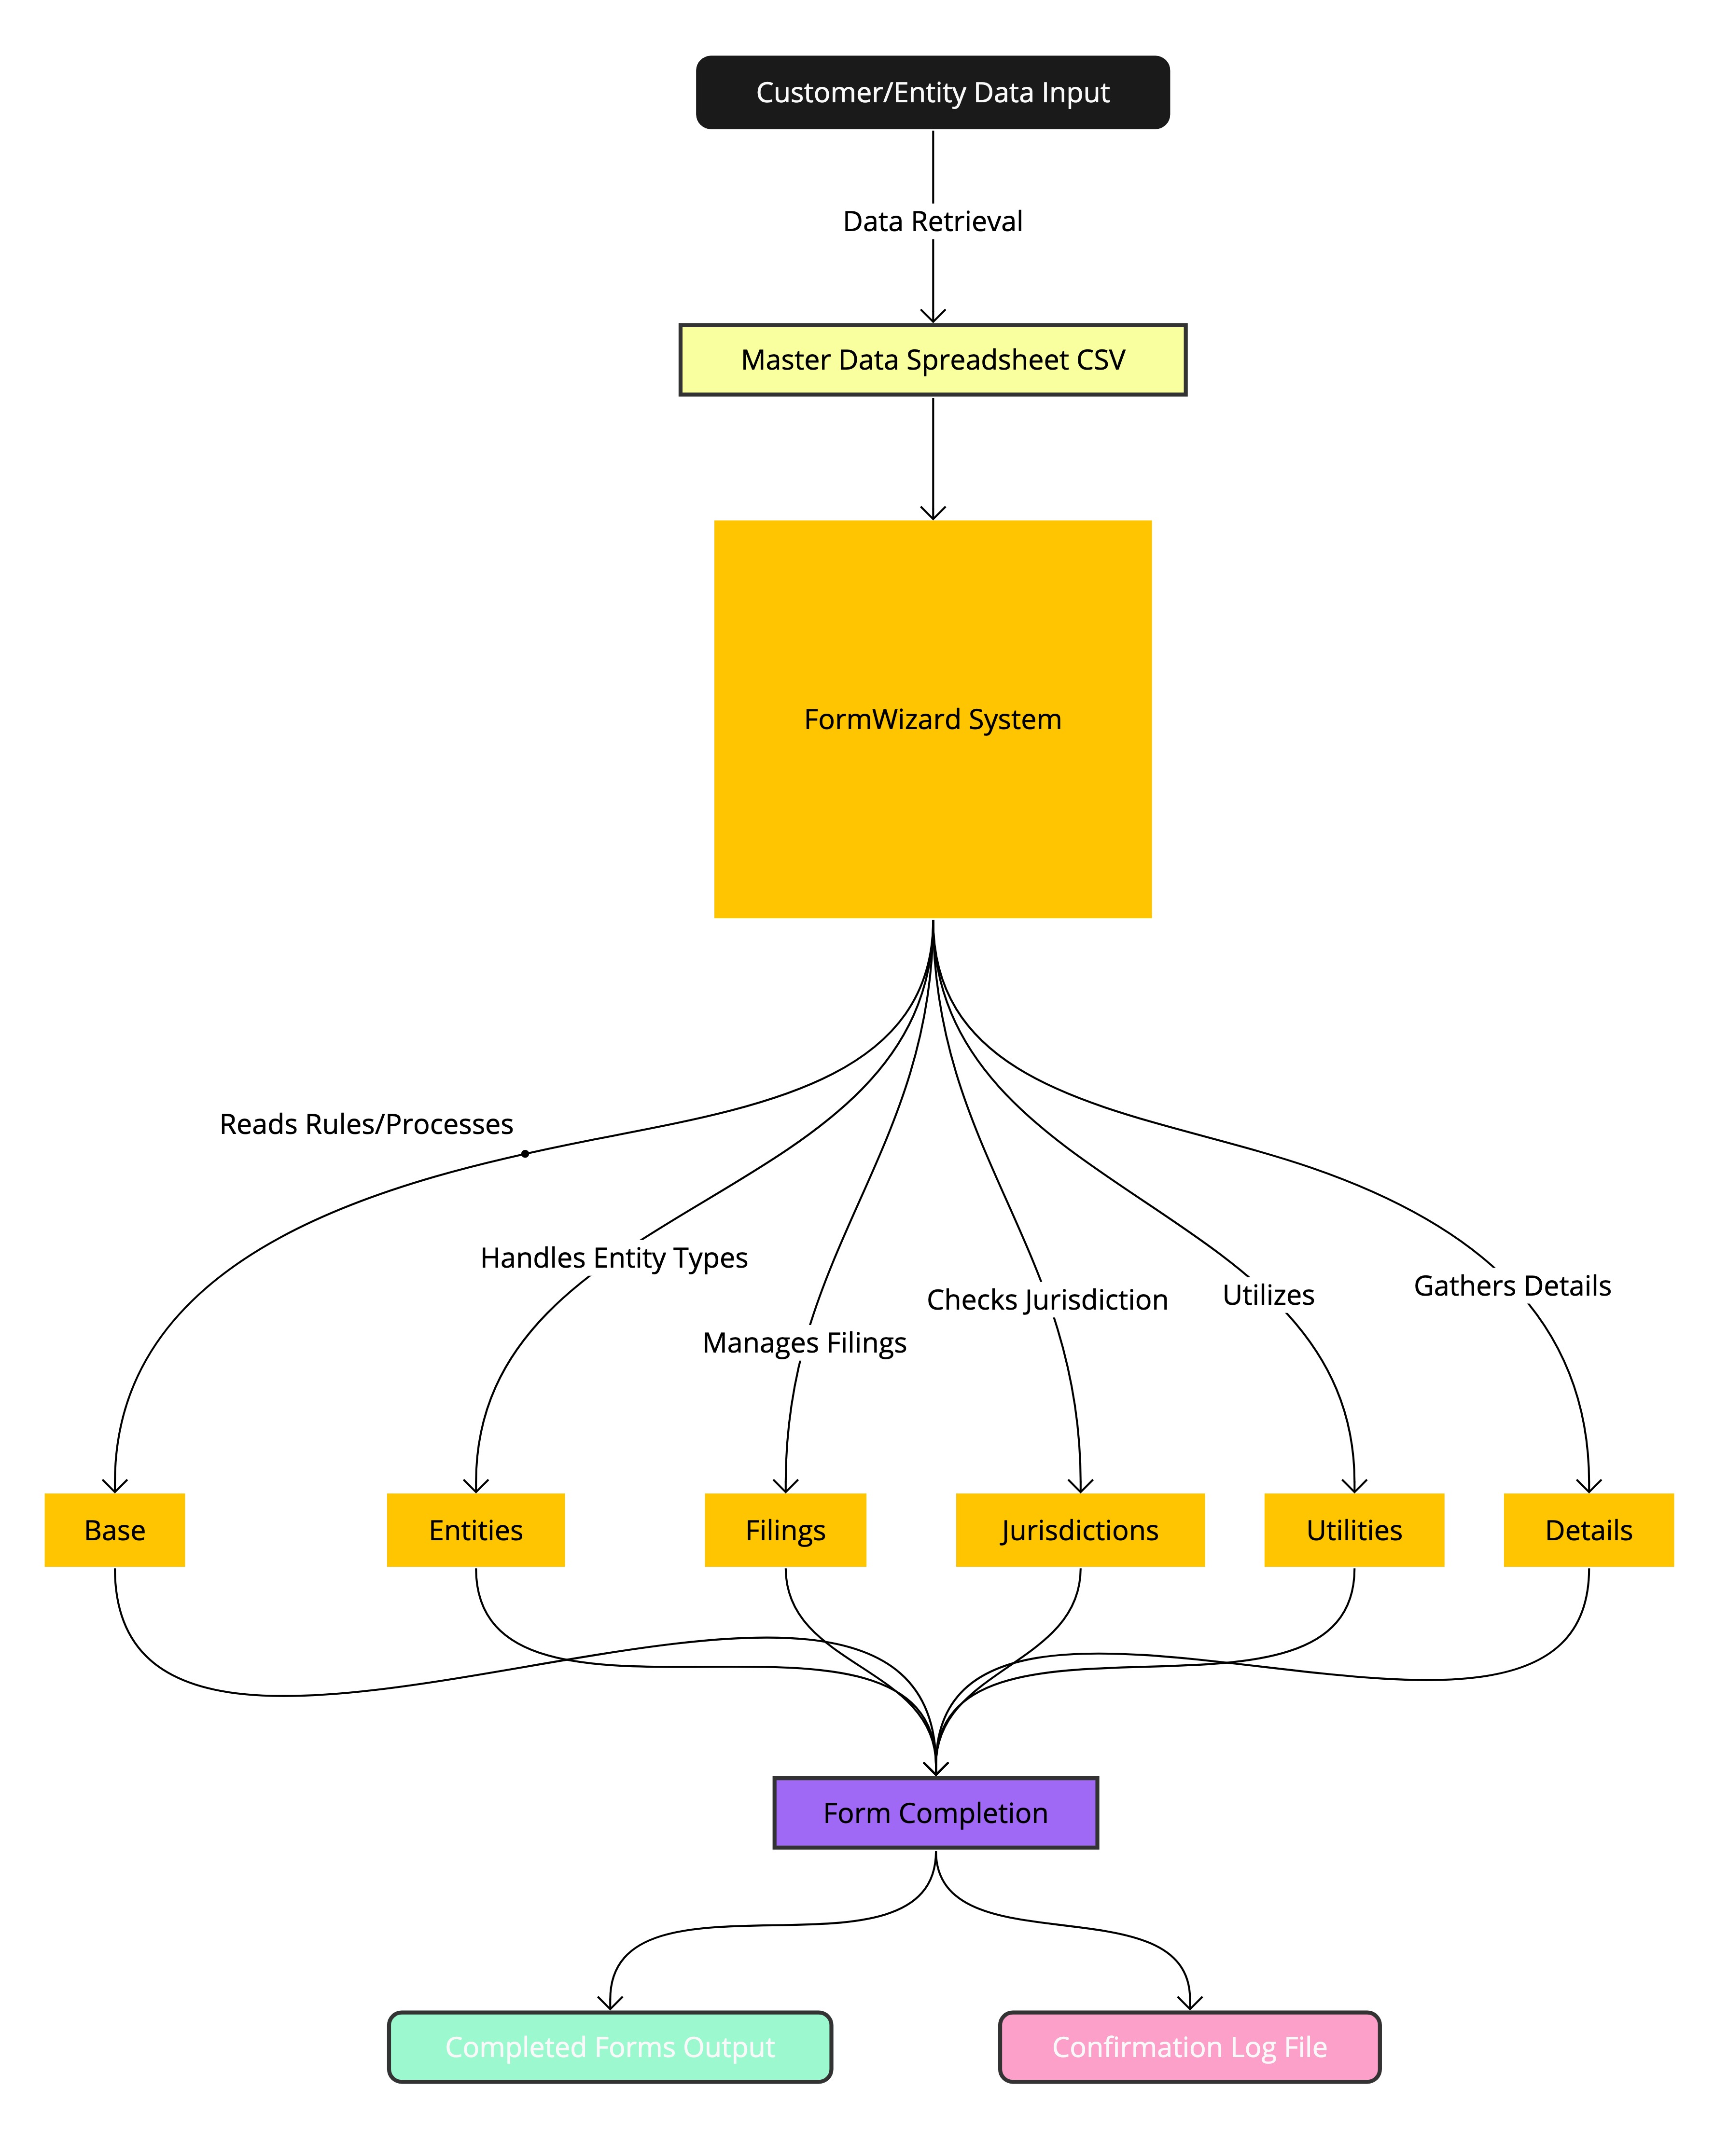 Customer/Entity Data Input
Data Retrieval
Master Data Spreadsheet CSV
FormWizard System
Reads Rules/Processes
Handles Entity Types
Manages Filings
Checks Jurisdiction
Utilizes
Gathers Details
Base
Entities
Filings
Jurisdictions
Utilities
Details
Form Completion
Completed Forms Output
Confirmation Log File